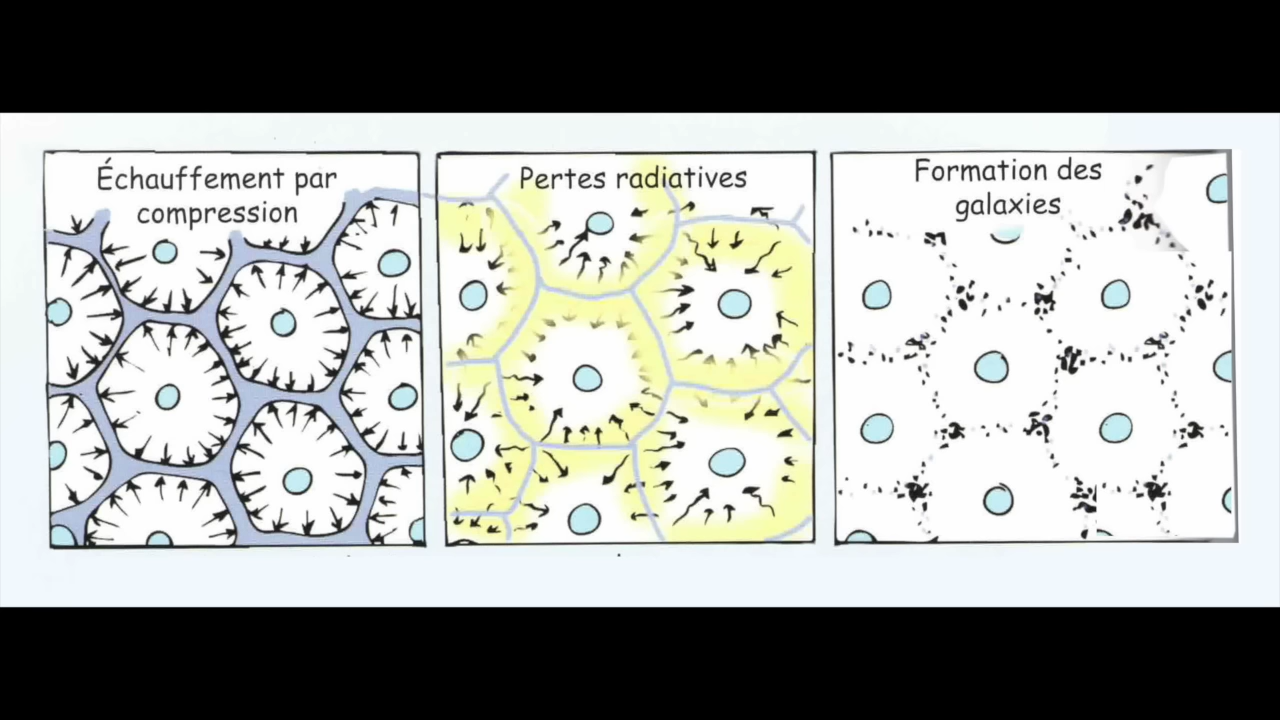 Échauffement par
compression
Pertes radiatives
Formation des
galaxies